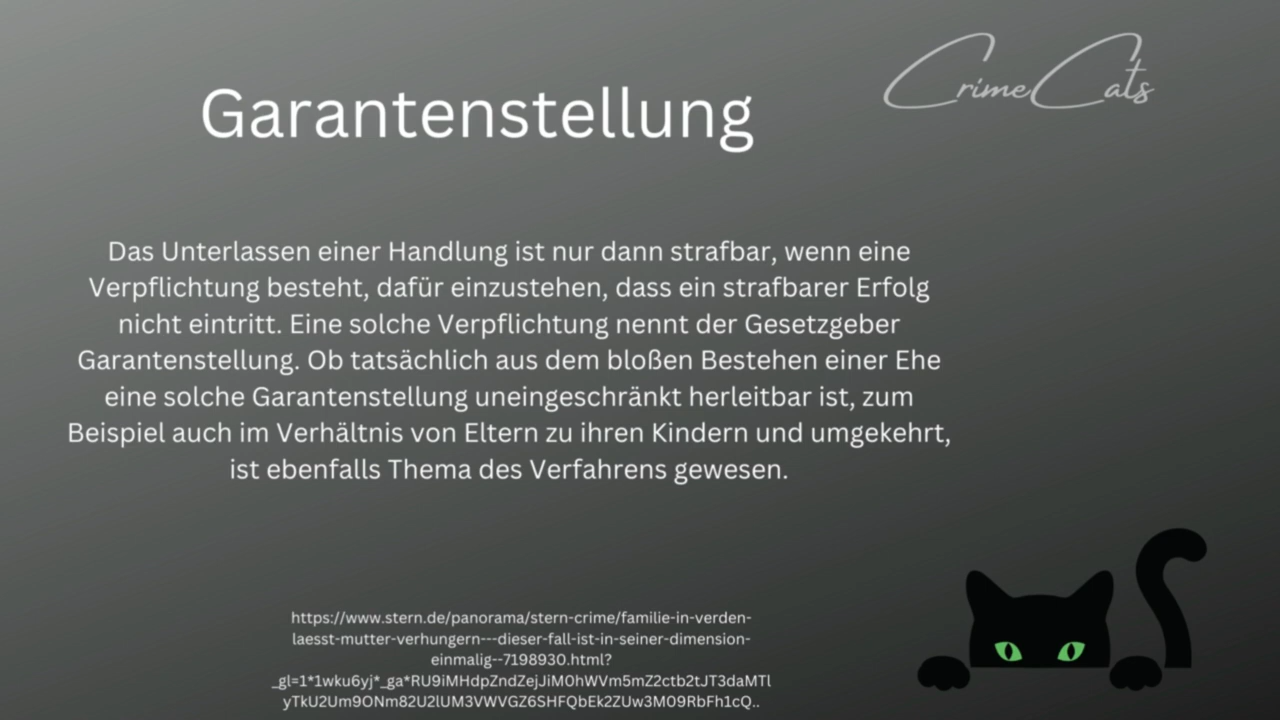 CrimeCats
Garantenstellung
Das Unterlassen einer Handlung ist nur dann strafbar, wenn eine
Verpflichtung besteht, dafür einzustehen, dass ein strafbarer Erfolg
nicht eintritt. Eine solche Verpflichtung nennt der Gesetzgeber
Garantenstellung. Ob tatsächlich aus dem bloßen Bestehen einer Ehe
eine solche Garantenstellung uneingeschränkt herleitbar ist, zum
Beispiel auch im Verhältnis von Eltern zu ihren Kindern und umgekehrt,
ist ebenfalls Thema des Verfahrens gewesen.
https://www.stern.de/panorama/stern-crime/familie-in-verden-
laesst-mutter-verhungern---dieser-fall-ist-in-seiner-dimension-
einmalig--7198930.html?
_gl=1*1wku6yj*_ga*RU9iMHdpZndZejJiM0hWVm5mZ2ctb2tJT3daMTl
yTkU2Um9ONm82U2lUM3VWVGZ6SHFQbEk2ZUw3M09RbFh1cQ..